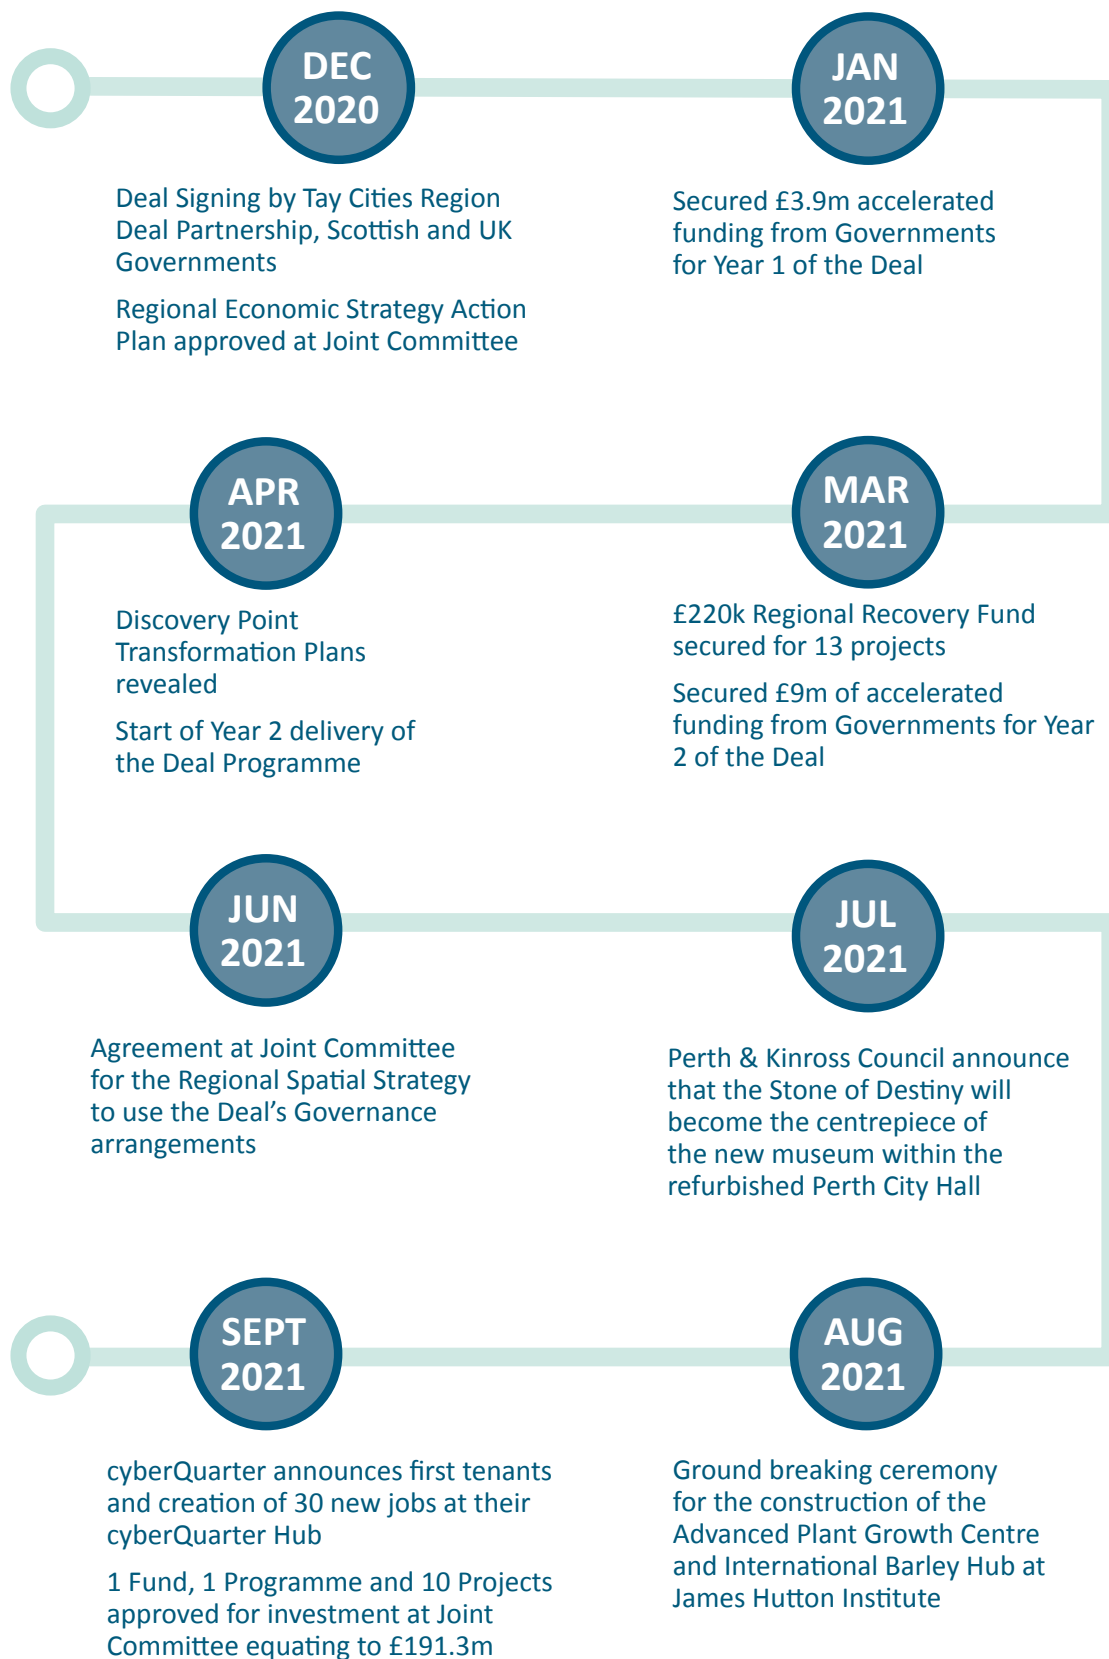 DEC
2020
Deal Signing by Tay Cities Region
Deal Partnership, Scottish and UK
Governments
Regional Economic Strategy Action
Plan approved at Joint Committee
JAN
2021
Secured £3.9m accelerated
funding from Governments
for Year 1 of the Deal
MAR
2021
£220k Regional Recovery Fund
secured for 13 projects
Secured £9m of accelerated
funding from Governments for Year
2 of the Deal
APR
2021
Discovery Point
Transformation Plans
revealed
Start of Year 2 delivery of
the Deal Programme
JUN
2021
Agreement at Joint Committee
for the Regional Spatial Strategy
to use the Deal’s Governance
arrangements
JUL
2021
Perth & Kinross Council announce
that the Stone of Destiny will
become the centrepiece of
the new museum within the
refurbished Perth City Hall
AUG
2021
Ground breaking ceremony
for the construction of the
Advanced Plant Growth Centre
and International Barley Hub at
James Hutton Institute
SEPT
2021
cyberQuarter announces first tenants
and creation of 30 new jobs at their
cyberQuarter Hub
1 Fund, 1 Programme and 10 Projects
approved for investment at Joint
Committee equating to £191.3m